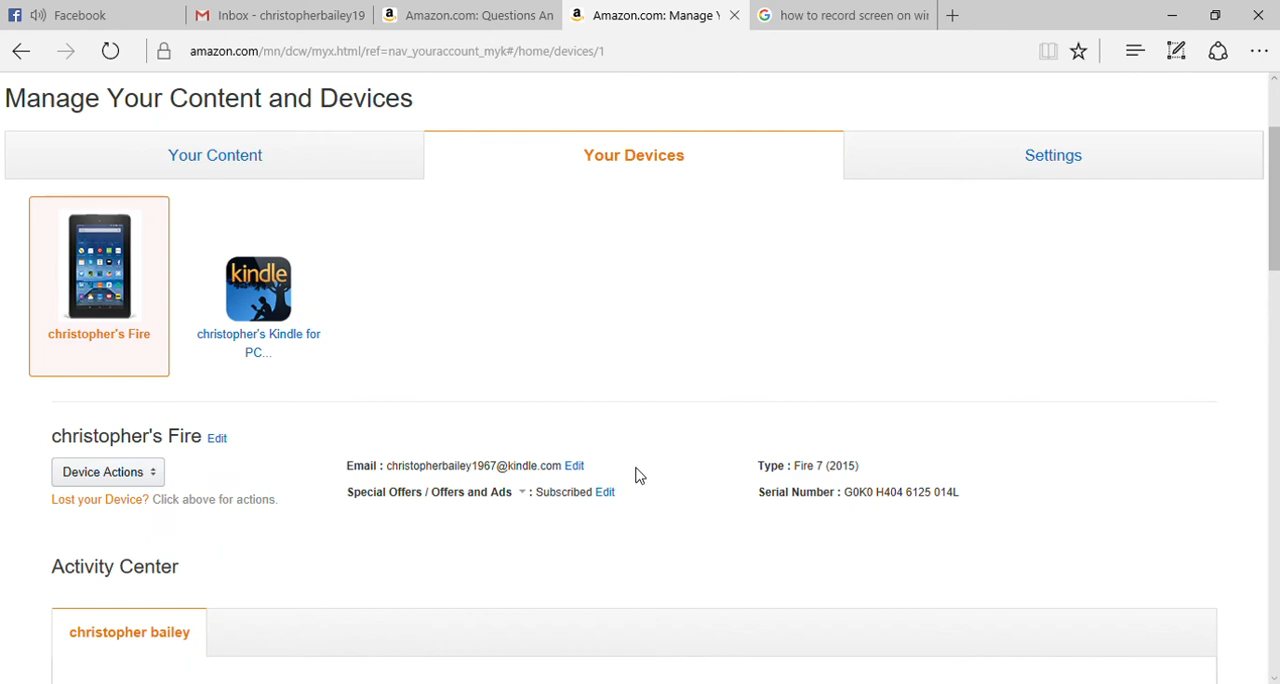 Facebook
Inbox - christopherbailey19
Amazon.com: Questions An
Amazon.com: Manage Y
how to record screen on wi
amazon.com/mn/dcw/myx.html/ref=nav_youraccount_myk#/home/devices/1
Manage Your Content and Devices
Your Content
Your Devices
Settings
kindle
christopher's Fire
christopher's Kindle for
PC...
christopher's Fire Edit
Device Actions
Lost your Device? Click above for actions.
Email : christopherbailey1967@kindle.com Edit
Special Offers / Offers and Ads : Subscribed Edit
Type : Fire 7 (2015)
Serial Number : G0K0 H404 6125 014L
Activity Center
christopher bailey